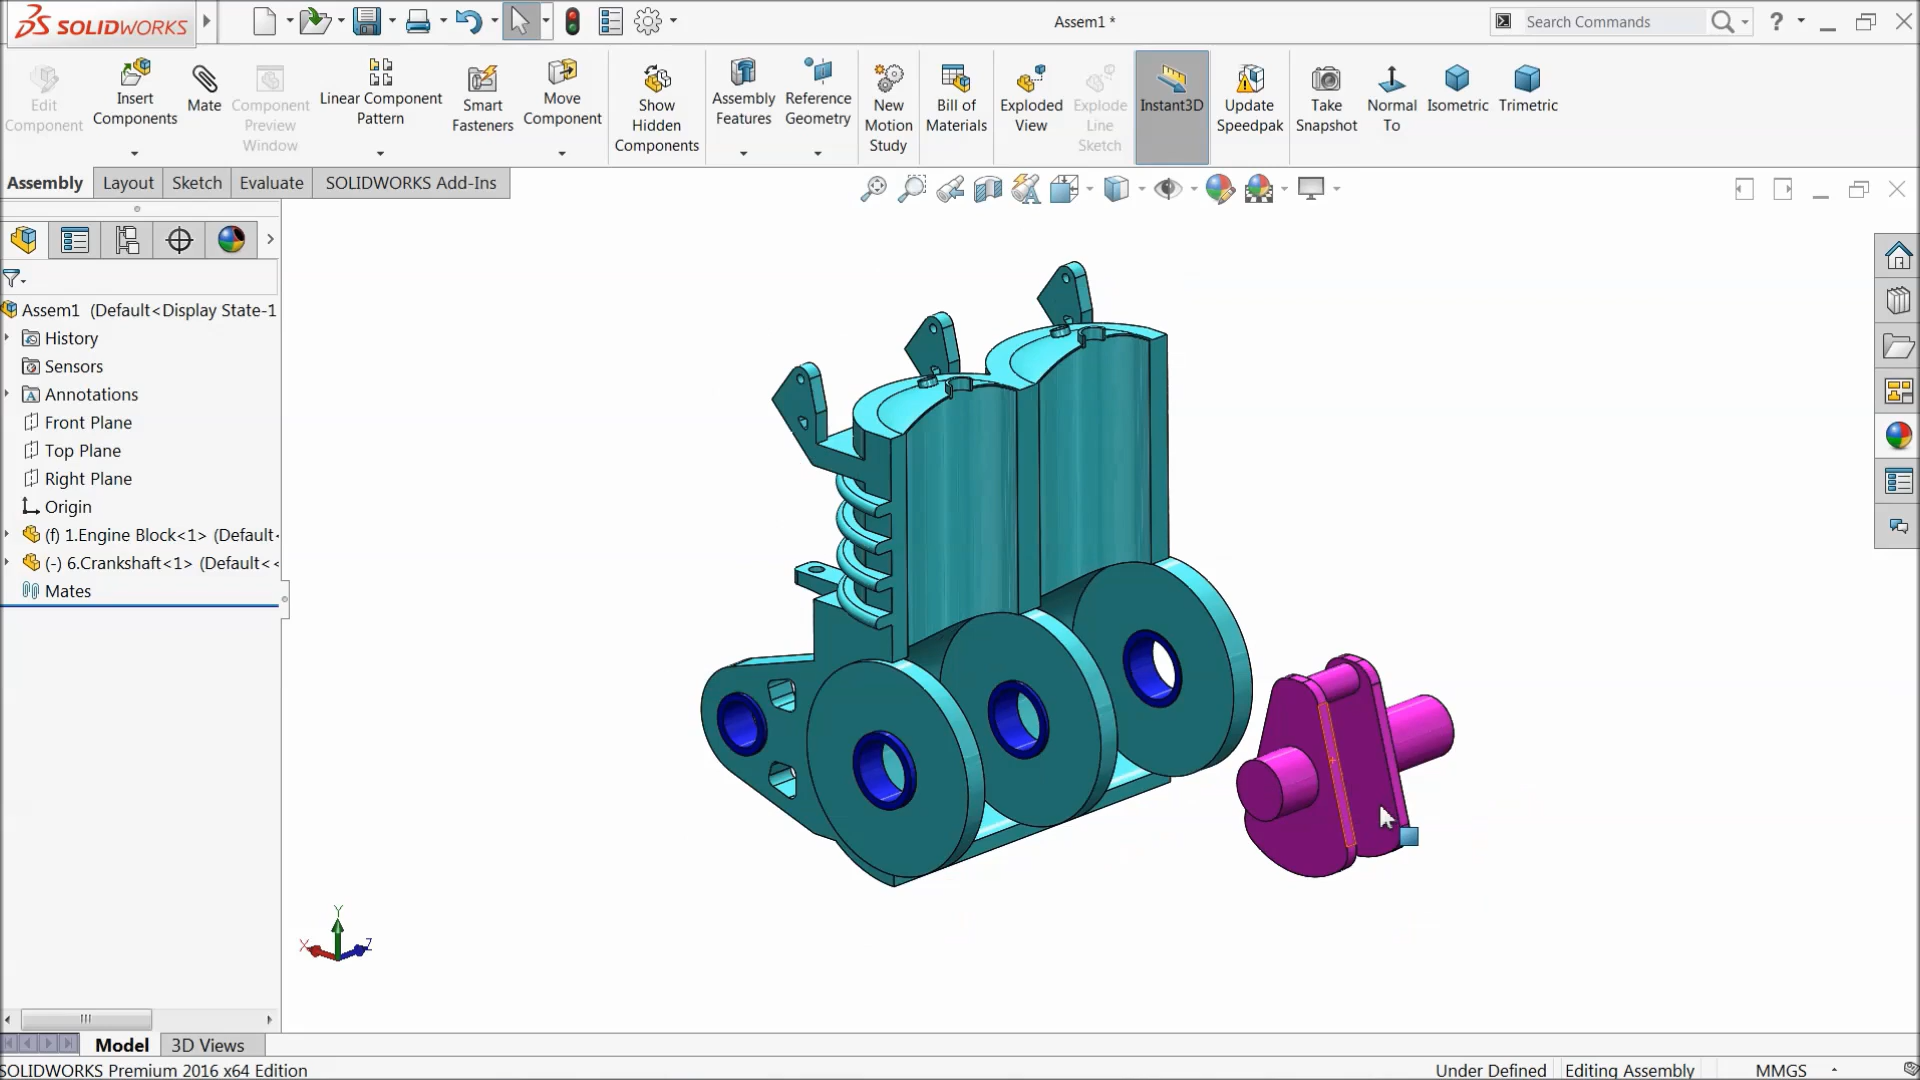 SOLIDWORKS
Assem1 *
Search Commands
Edit
Component
Insert
Components
Mate
Component
Preview
Window
Linear Component
Pattern
Smart
Fasteners
Move
Component
Show
Hidden
Components
Assembly
Features
Reference
Geometry
New
Motion
Study
Bill of
Materials
Exploded
View
Explode
Line
Sketch
Instant3D
Update
Speedpak
Take
Snapshot
Normal
To
Isometric
Trimetric
Assembly
Layout
Sketch
Evaluate
SOLIDWORKS Add-Ins
Assem1 (Default<Display State-1
History
Sensors
Annotations
Front Plane
Top Plane
Right Plane
Origin
(f) 1.Engine Block<1> (Default<
(-) 6.Crankshaft<1> (Default<<
Mates
Y
X
Z
Model
3D Views
SOLIDWORKS Premium 2016 x64 Edition
Under Defined
Editing Assembly
MMGS